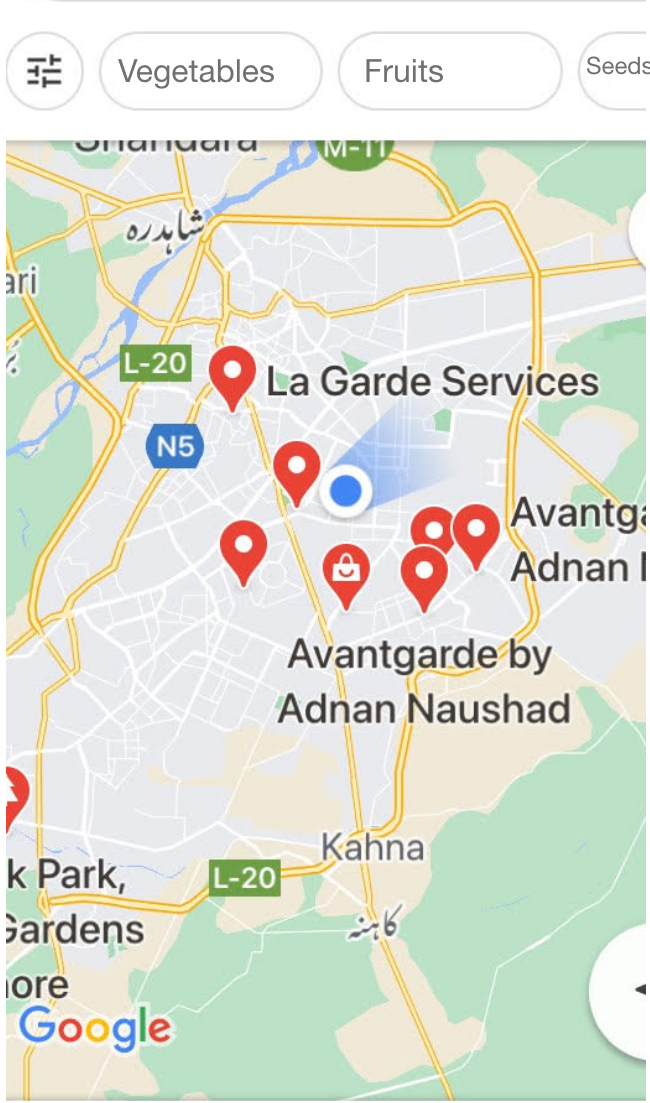 Vegetables
Fruits
Seeds
Shahdara
M-11
شاہدرہ
ari
L-20
La Garde Services
N5
Avantga
Adnan
Avantgarde by
Adnan Naushad
Kahna
k Park,
L-20
Gardens
کاہنہ
ore
Google